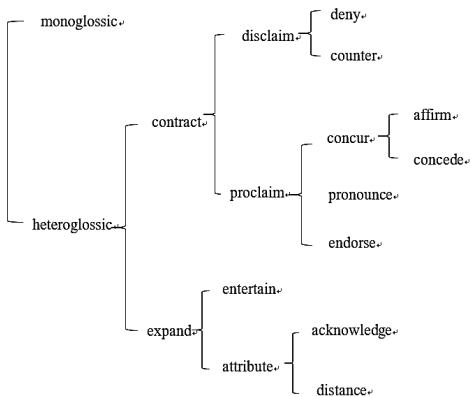 monoglossic
deny
disclaim
counter
contract
affirm
concur
concede
proclaim
pronounce
heteroglossic
endorse
entertain
expand
acknowledge
attribute
distance